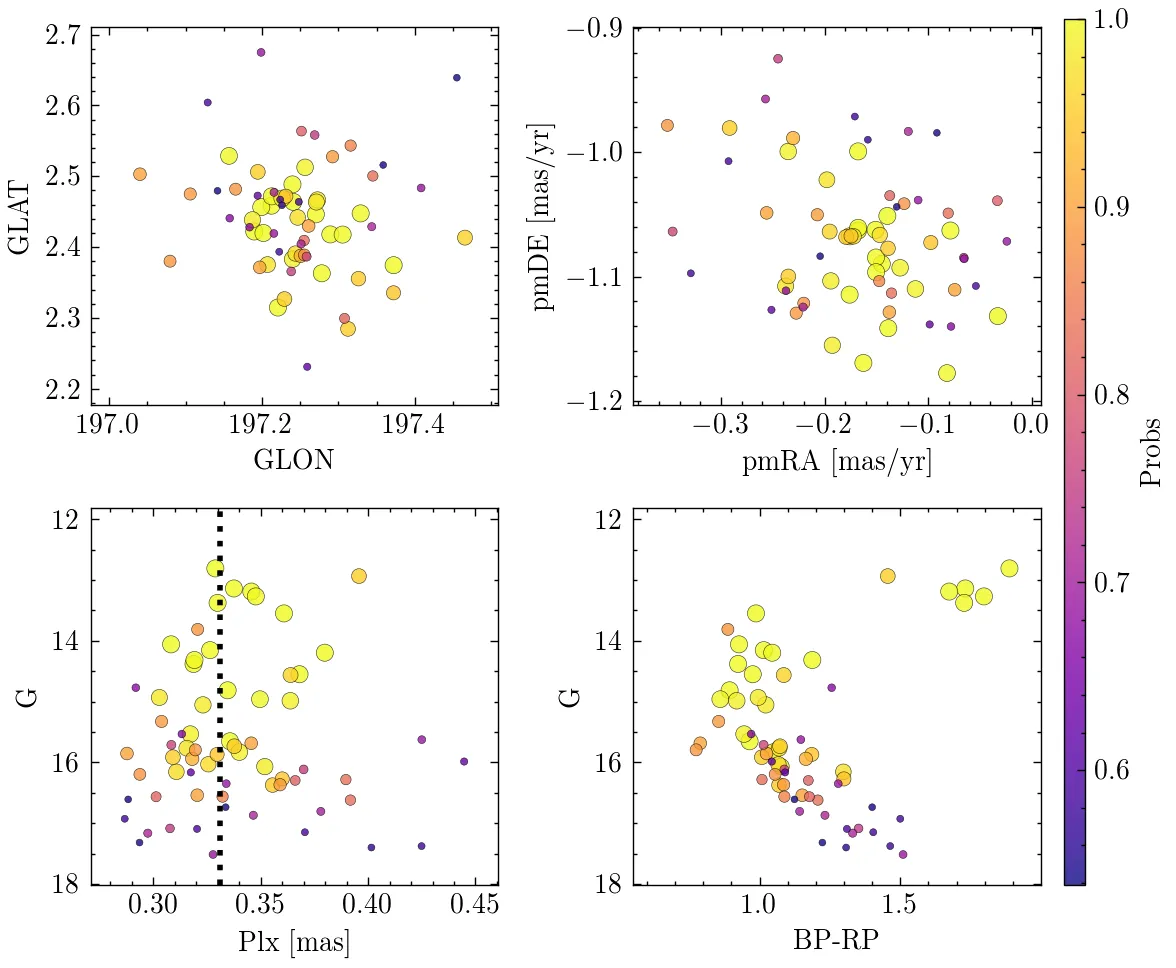 2.7
2.6
2.5
2.4
2.3
2.2
GLAT
197.0 197.2 197.4
GLON
−0.9
−1.0
−1.1
−1.2
pmDE [mas/yr]
−0.3 −0.2 −0.1 0.0
pmRA [mas/yr]
1.0
0.9
0.8
0.7
0.6
Probs
12
14
16
18
G
0.30 0.35 0.40 0.45
Plx [mas]
12
14
16
18
G
1.0 1.5
BP-RP